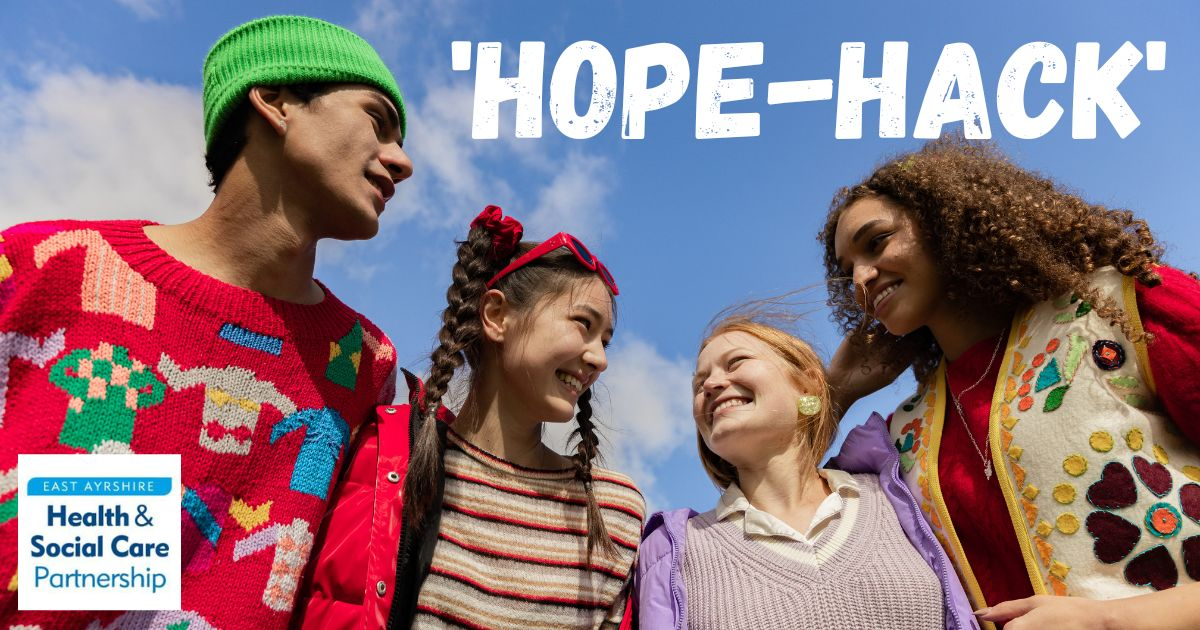 'HOPE-HACK'
EAST AYRSHIRE
Health &
Social Care
Partnership